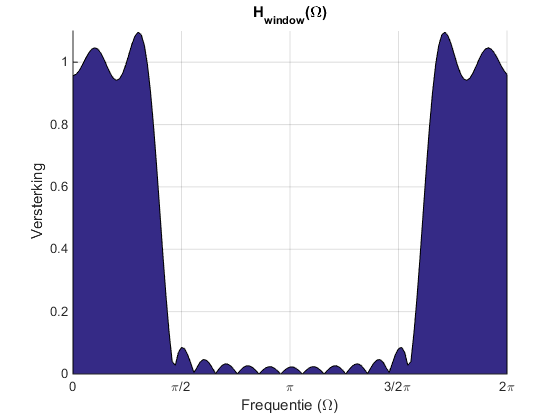 H_window(Ω)
Versterking
1
0.8
0.6
0.4
0.2
0
0 π/2 π 3/2π 2π
Frequentie (Ω)